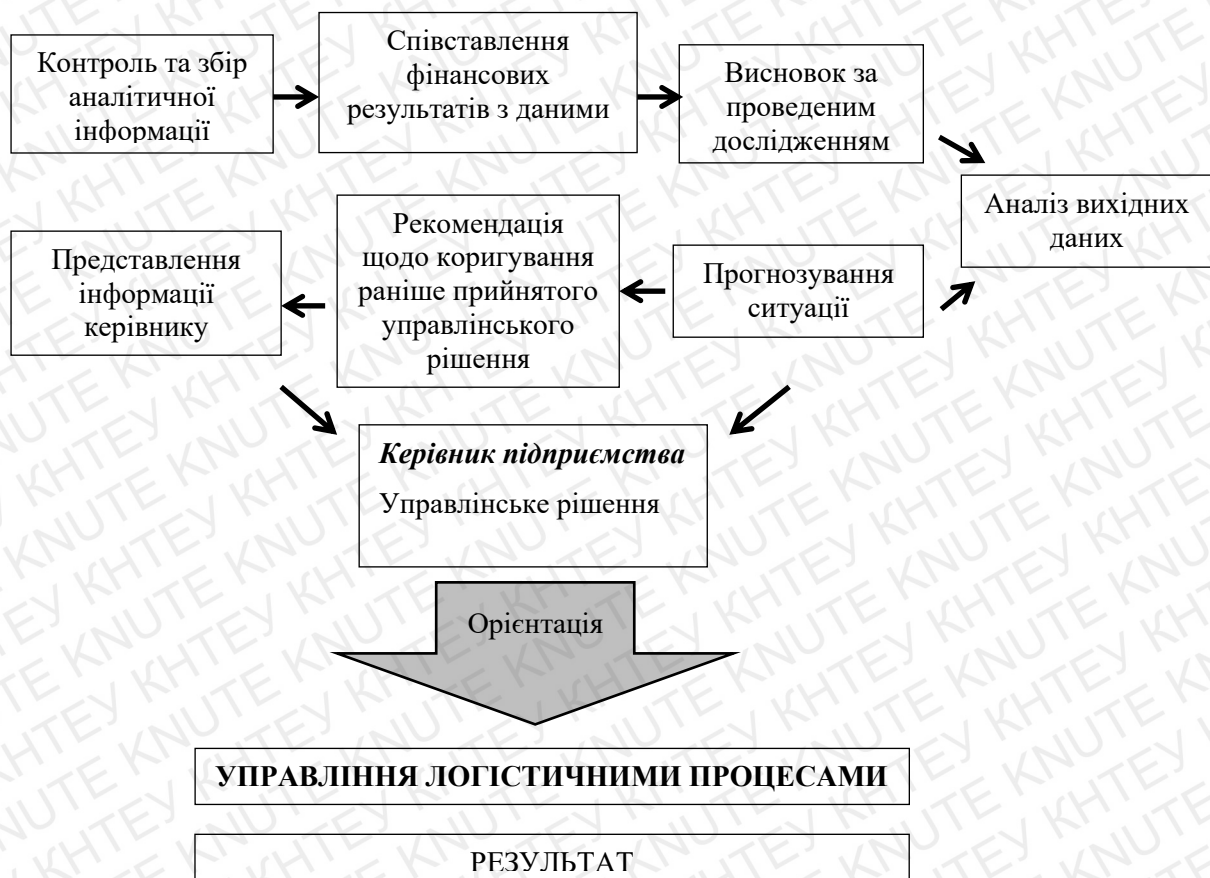 Контроль та збір
аналітичної
інформації
Співставлення
фінансових
результатів з даними
Висновок за
проведеним
дослідженням
Аналіз вихідних
даних
Представлення
інформації
керівнику
Рекомендація
щодо коригування
раніше прийнятого
управлінського
рішення
Прогнозування
ситуації
Керівник підприємства
Управлінське рішення
Орієнтація
УПРАВЛІННЯ ЛОГІСТИЧНИМИ ПРОЦЕСАМИ
РЕЗУЛЬТАТ